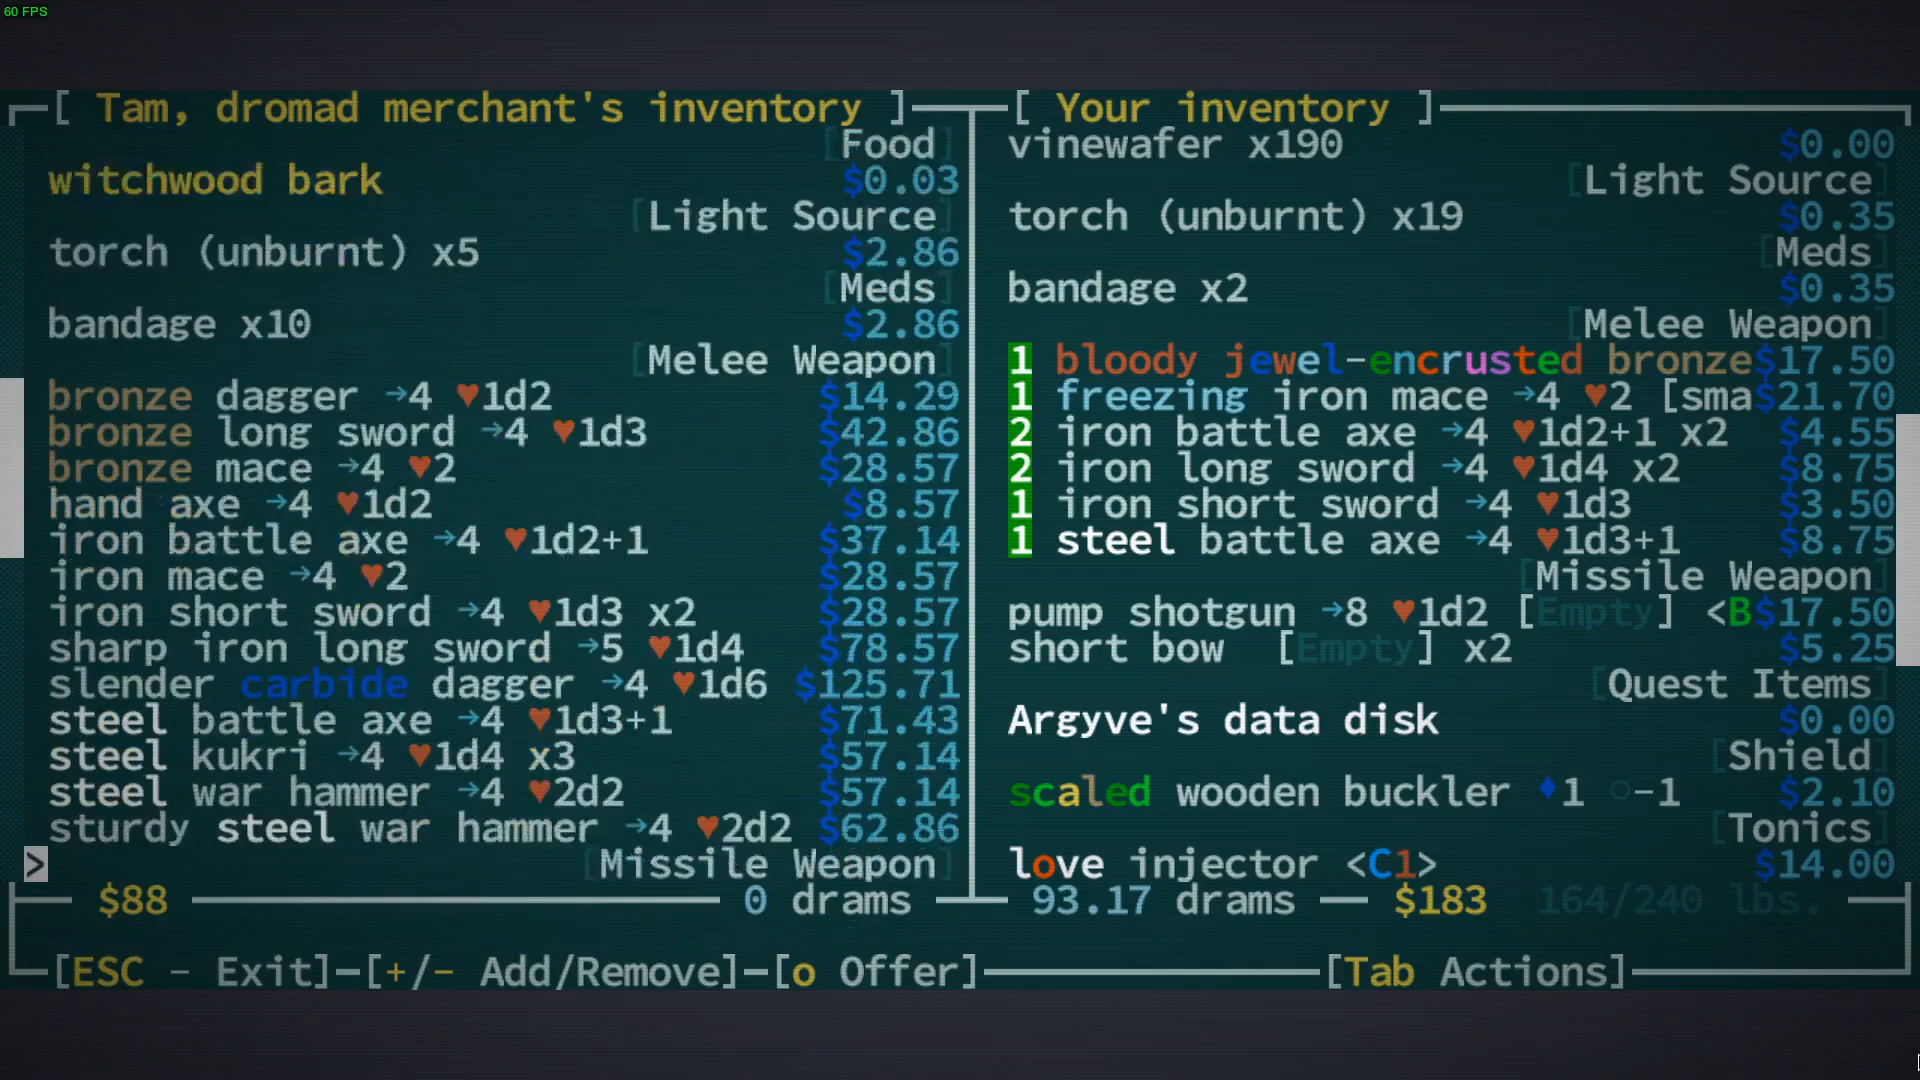 60 FPS
[ Tam, dromad merchant's inventory ]
[Food]
witchwood bark $0.03
[Light Source]
torch (unburnt) x5 $2.86
[Meds]
bandage x10 $2.86
[Melee Weapon]
bronze dagger →4 ♥1d2 $14.29
bronze long sword →4 ♥1d3 $42.86
bronze mace →4 ♥2 $28.57
hand axe →4 ♥1d2 $8.57
iron battle axe →4 ♥1d2+1 $37.14
iron mace →4 ♥2 $28.57
iron short sword →4 ♥1d3 x2 $28.57
sharp iron long sword →5 ♥1d4 $78.57
slender carbide dagger →4 ♥1d6 $125.71
steel battle axe →4 ♥1d3+1 $71.43
steel kukri →4 ♥1d4 x3 $57.14
steel war hammer →4 ♥2d2 $57.14
sturdy steel war hammer →4 ♥2d2 $62.86
> [Missile Weapon]
$88 0 drams
[ Your inventory ]
vinewafer x190 $0.00
[Light Source]
torch (unburnt) x19 $0.35
[Meds]
bandage x2 $0.35
[Melee Weapon]
1 bloody jewel-encrusted bronze$17.50
1 freezing iron mace →4 ♥2 [sma$21.70
2 iron battle axe →4 ♥1d2+1 x2 $4.55
2 iron long sword →4 ♥1d4 x2 $8.75
1 iron short sword →4 ♥1d3 $3.50
1 steel battle axe →4 ♥1d3+1 $8.75
[Missile Weapon]
pump shotgun →8 ♥1d2 [Empty] <B$17.50
short bow [Empty] x2 $5.25
[Quest Items]
Argyve's data disk $0.00
[Shield]
scaled wooden buckler ♦1 ○-1 $2.10
[Tonics]
love injector <C1> $14.00
93.17 drams $183 164/240 lbs.
[ESC - Exit]-[+/- Add/Remove]-[o Offer] [Tab Actions]